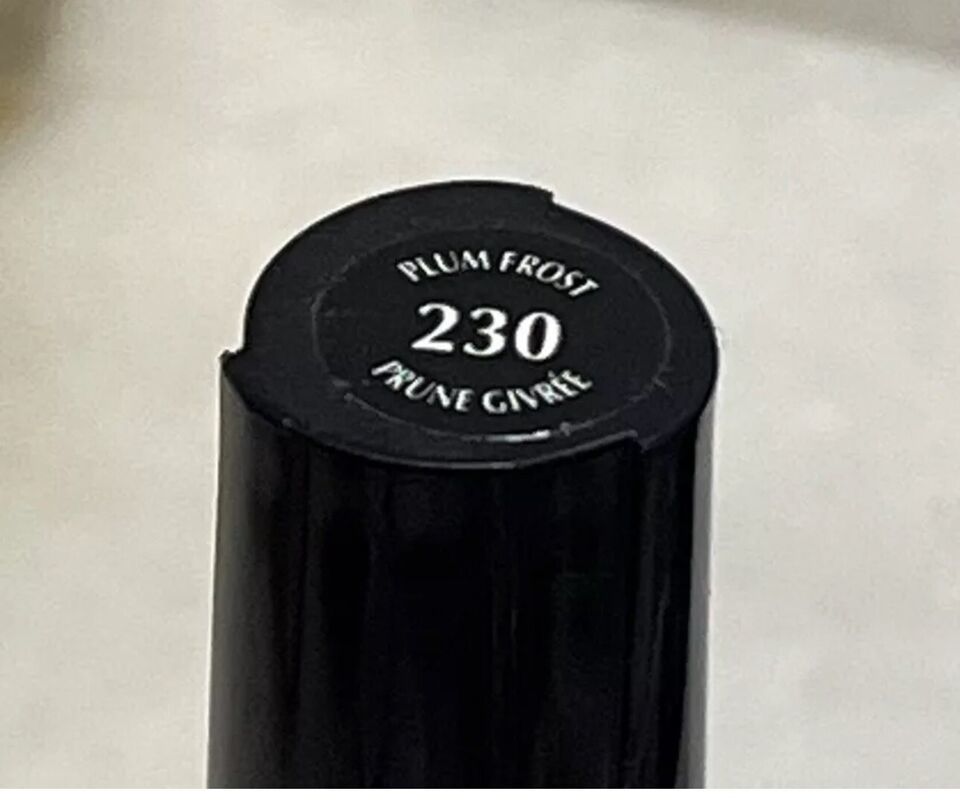 PLUM FROST
230
PRUNE GIVRÉE